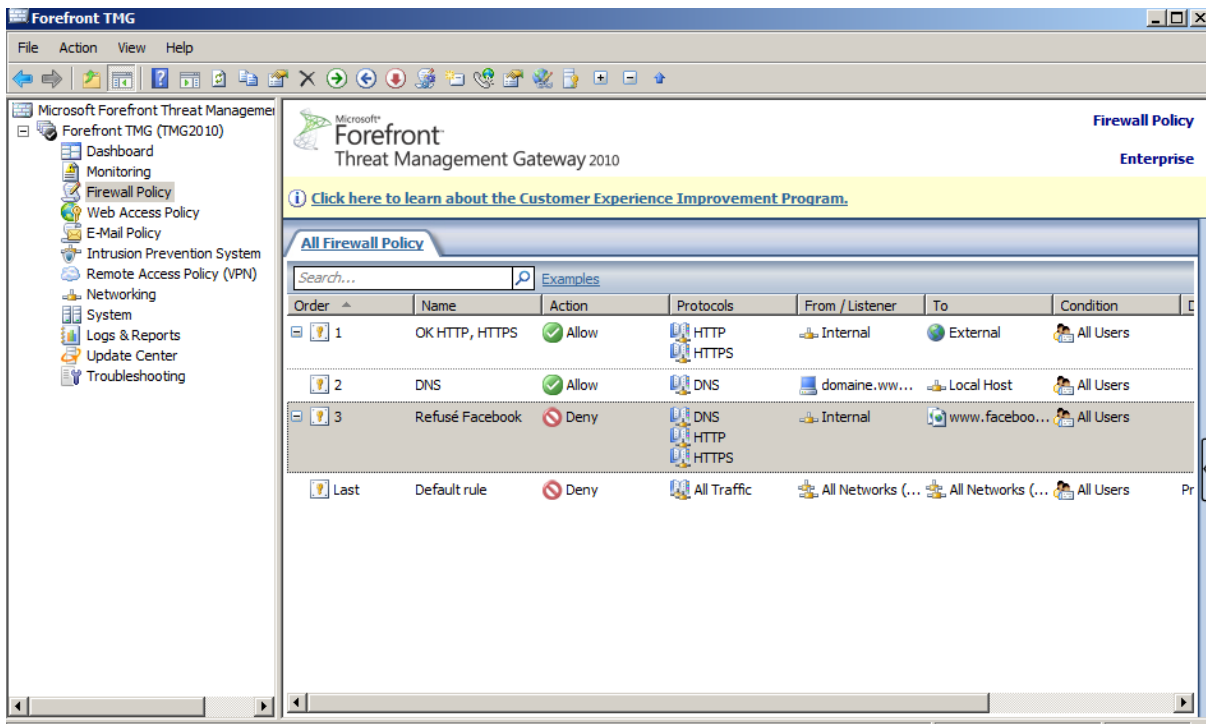 Forefront TMG
File Action View Help
Microsoft Forefront Threat Managemei
Forefront TMG (TMG2010)
Dashboard
Monitoring
Firewall Policy
Web Access Policy
E-Mail Policy
Intrusion Prevention System
Remote Access Policy (VPN)
Networking
System
Logs & Reports
Update Center
Troubleshooting
Microsoft
Forefront
Threat Management Gateway 2010
Firewall Policy
Enterprise
Click here to learn about the Customer Experience Improvement Program.
All Firewall Policy
Search... Examples
Order Name Action Protocols From / Listener To Condition
1 OK HTTP, HTTPS Allow HTTP Internal External All Users
HTTPS
2 DNS Allow DNS domaine.ww... Local Host All Users
3 Refusé Facebook Deny DNS Internal www.faceboo... All Users
HTTP
HTTPS
Last Default rule Deny All Traffic All Networks (... All Networks (... All Users Pr